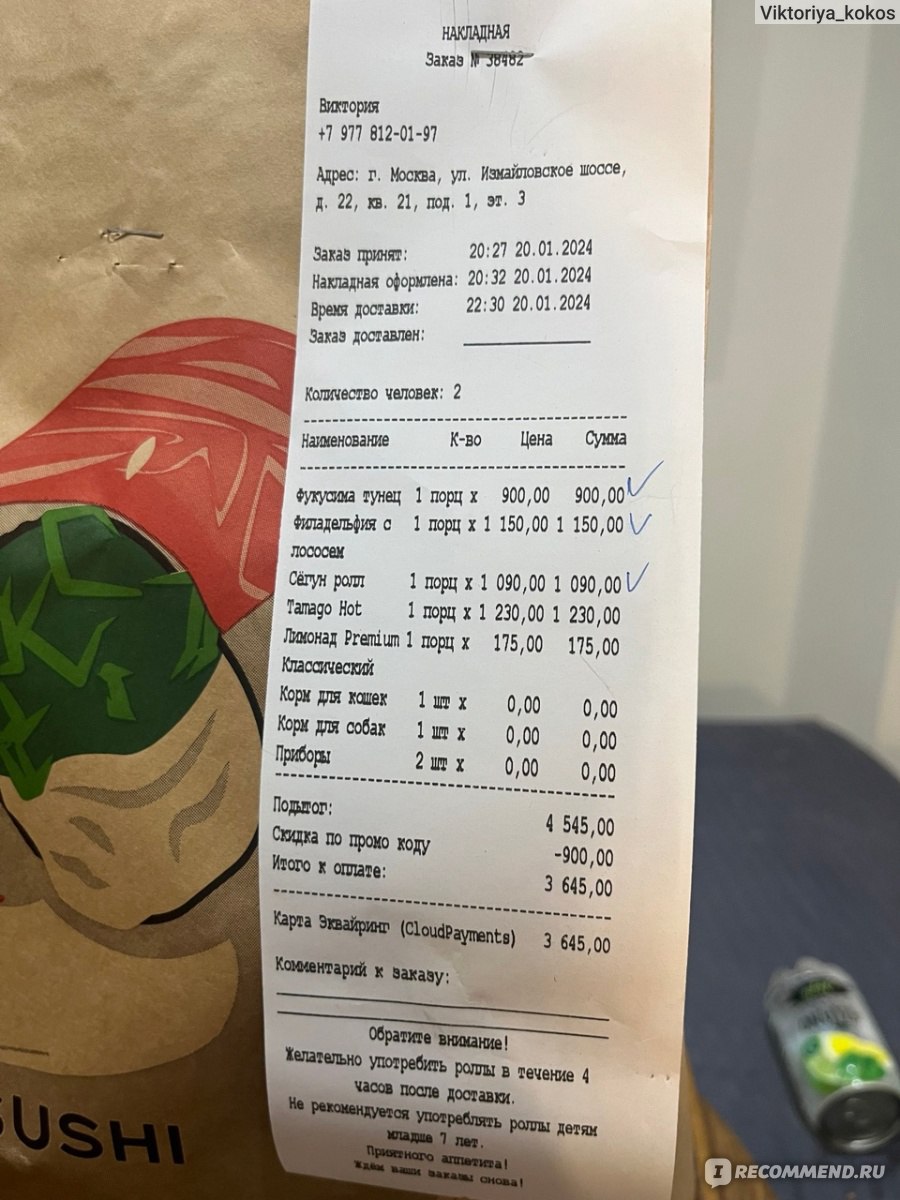 Viktoriya_kokos
НАКЛАДНАЯ
Заказ № 38482
Виктория
+7 977 812-01-97
Адрес: г. Москва, ул. Измайловское шоссе,
д. 22, кв. 21, под. 1, эт. 3
Заказ принят: 20:27 20.01.2024
Накладная оформлена: 20:32 20.01.2024
Время доставки: 22:30 20.01.2024
Заказ доставлен:
Количество человек: 2
Наименование К-во Цена Сумма
Фукусима тунец 1 порц x 900,00 900,00
Филадельфия с 1 порц x 1 150,00 1 150,00
лососем
Сёгун ролл 1 порц x 1 090,00 1 090,00
Tamago Hot 1 порц x 1 230,00 1 230,00
Лимонад Premium 1 порц x 175,00 175,00
Классический
Корм для кошек 1 шт x 0,00 0,00
Корм для собак 1 шт x 0,00 0,00
Приборы 2 шт x 0,00 0,00
Подытог: 4 545,00
Скидка по промо коду -900,00
Итого к оплате: 3 645,00
Карта Эквайринг (CloudPayments) 3 645,00
Комментарий к заказу:
Обратите внимание!
Желательно употребить роллы в течение 4
часов после доставки.
Не рекомендуется употреблять роллы детям
младше 7 лет.
Приятного аппетита!
Ждём ваши заказы снова!
SUSHI
IRECOMMEND.RU